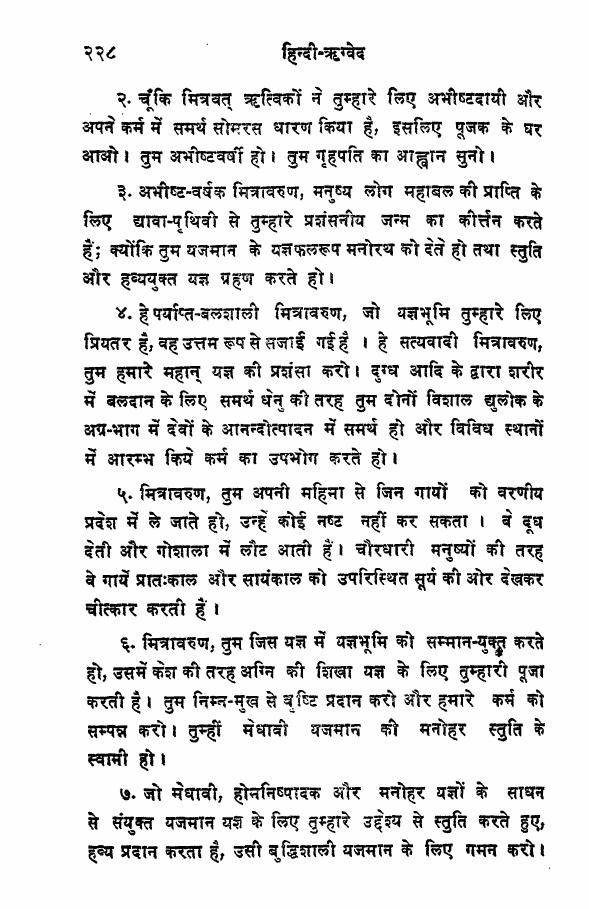 २२८ हिन्दी-ऋग्वेद
२. चूँकि मित्रवत् ऋत्विकों ने तुम्हारे लिए अभीष्टदायी और
अपने कर्म में समर्थ सोमरस धारण किया है, इसलिए पूजक के घर
आओ। तुम अभीष्टवर्षी हो। तुम गृहपति का आह्वान सुनो।
३. अभीष्ट-वर्षक मित्रावरुण, मनुष्य लोग महाबल की प्राप्ति के
लिए द्यावा-पृथिवी से तुम्हारे प्रशंसनीय जन्म का कीर्त्तन करते
हैं; क्योंकि तुम यजमान के यज्ञफलरूप मनोरथ को देते हो तथा स्तुति
और हव्ययुक्त यज्ञ ग्रहण करते हो।
४. हे पर्याप्त-बलशाली मित्रावरुण, जो यज्ञभूमि तुम्हारे लिए
प्रियतर है, वह उत्तम रूप से सजाई गई है । हे सत्यवादी मित्रावरुण,
तुम हमारे महान् यज्ञ की प्रशंसा करो। दुग्ध आदि के द्वारा शरीर
में बलदान के लिए समर्थ धेनु की तरह तुम दोनों विशाल द्युलोक के
अग्र-भाग में देवों के आनन्दोत्पादन में समर्थ हो और विविध स्थानों
में आरम्भ किये कर्म का उपभोग करते हो।
५. मित्रावरुण, तुम अपनी महिमा से जिन गायों को वरणीय
प्रदेश में ले जाते हो, उन्हें कोई नष्ट नहीं कर सकता । वे दूध
देती और गोशाला में लौट आती हैं। चौरधारी मनुष्यों की तरह
वे गायें प्रातःकाल और सायंकाल को उपरिस्थित सूर्य की ओर देखकर
चीत्कार करती हैं ।
६. मित्रावरुण, तुम जिस यज्ञ में यज्ञभूमि को सम्मान-युक्त करते
हो, उसमें केश की तरह अग्नि की शिखा यज्ञ के लिए तुम्हारी पूजा
करती है। तुम निम्न-मुख से वृष्टि प्रदान करो और हमारे कर्म को
सम्पन्न करो। तुम्हीं मेधावी यजमान की मनोहर स्तुति के
स्वामी हो।
७. जो मेधावी, होमनिष्पादक और मनोहर यज्ञों के साधन
से संयुक्त यजमान यज्ञ के लिए तुम्हारे उद्देश्य से स्तुति करते हुए,
हव्य प्रदान करता है, उसी बुद्धिशाली यजमान के लिए गमन करो।